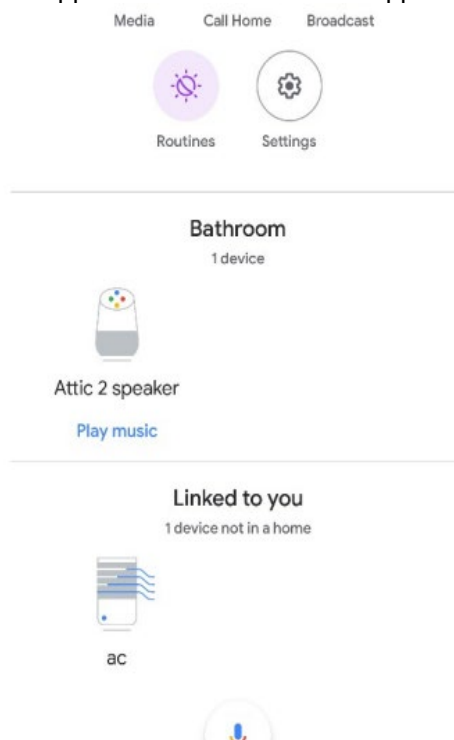 Media Call Home Broadcast
Routines Settings
Bathroom
1 device
Attic 2 speaker
Play music
Linked to you
1 device not in a home
ac